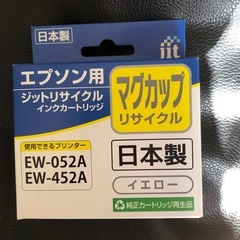 日本製
jit
エプソン用
ジットリサイクル
インクカートリッジ
マグカップ
リサイクル
使用できるプリンター
EW-052A
EW-452A
日本製
イエロー
純正カートリッジ再生品